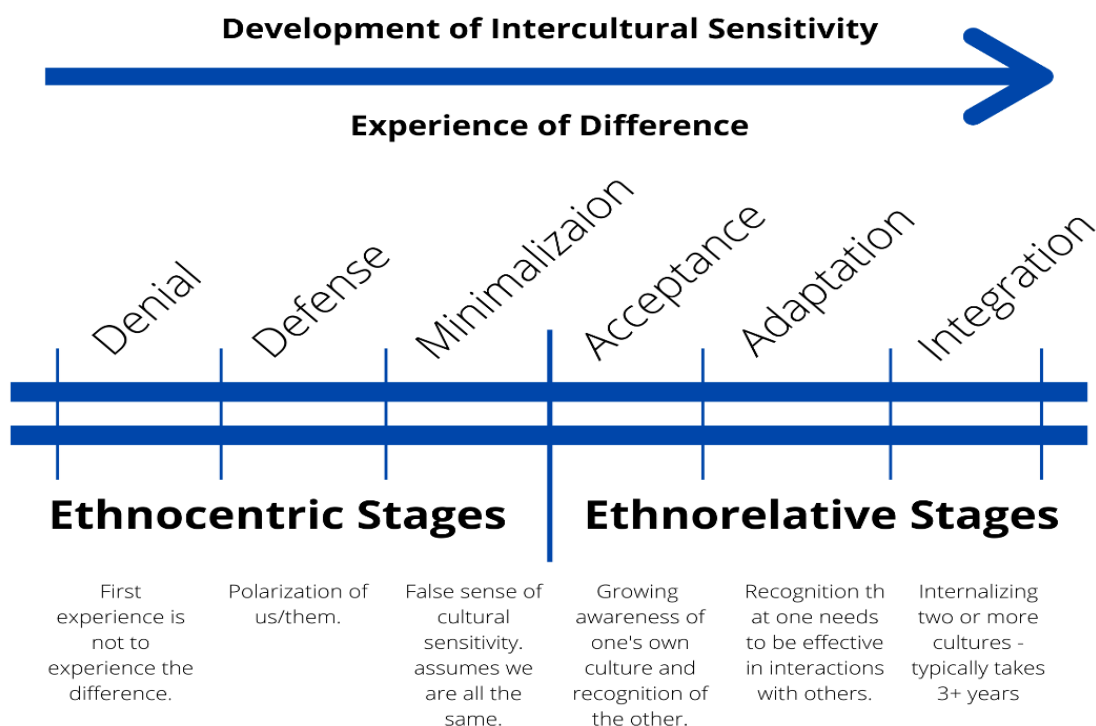 Development of Intercultural Sensitivity
Experience of Difference
Denial
Defense
Minimalizaion
Acceptance
Adaptation
Integration
Ethnocentric Stages
Ethnorelative Stages
First
experience is
not to
experience the
difference.
Polarization of
us/them.
False sense of
cultural
sensitivity.
assumes we
are all the
same.
Growing
awareness of
one's own
culture and
recognition of
the other.
Recognition th
at one needs
to be effective
in interactions
with others.
Internalizing
two or more
cultures -
typically takes
3+ years